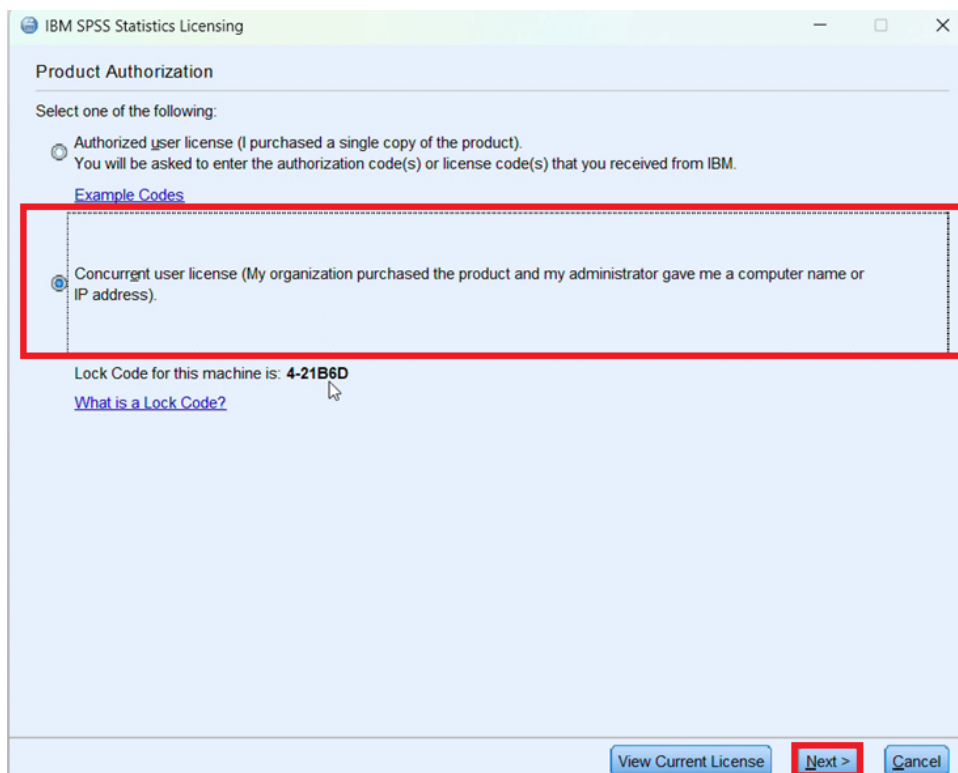 IBM SPSS Statistics Licensing
Product Authorization
Select one of the following:
Authorized user license (I purchased a single copy of the product).
You will be asked to enter the authorization code(s) or license code(s) that you received from IBM.
Example Codes
Concurrent user license (My organization purchased the product and my administrator gave me a computer name or
IP address).
Lock Code for this machine is: 4-21B6D
What is a Lock Code?
View Current License Next > Cancel